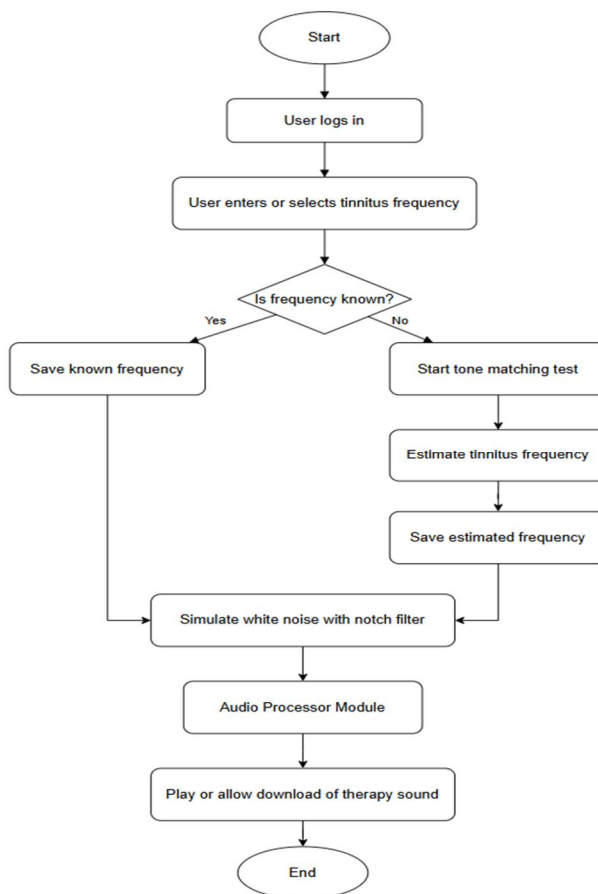 Start
User logs in
User enters or selects tinnitus frequency
Is frequency known?
Yes
No
Save known frequency
Start tone matching test
Estimate tinnitus frequency
Save estimated frequency
Simulate white noise with notch filter
Audio Processor Module
Play or allow download of therapy sound
End